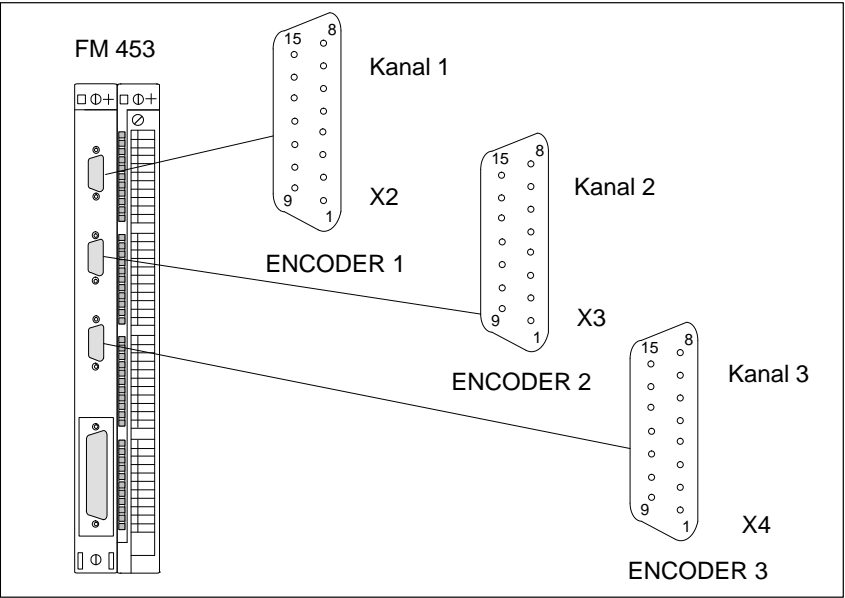 FM 453
15 8
Kanal 1
9 1
X2
ENCODER 1
15 8
Kanal 2
9 1
X3
ENCODER 2
15 8
Kanal 3
9 1
X4
ENCODER 3